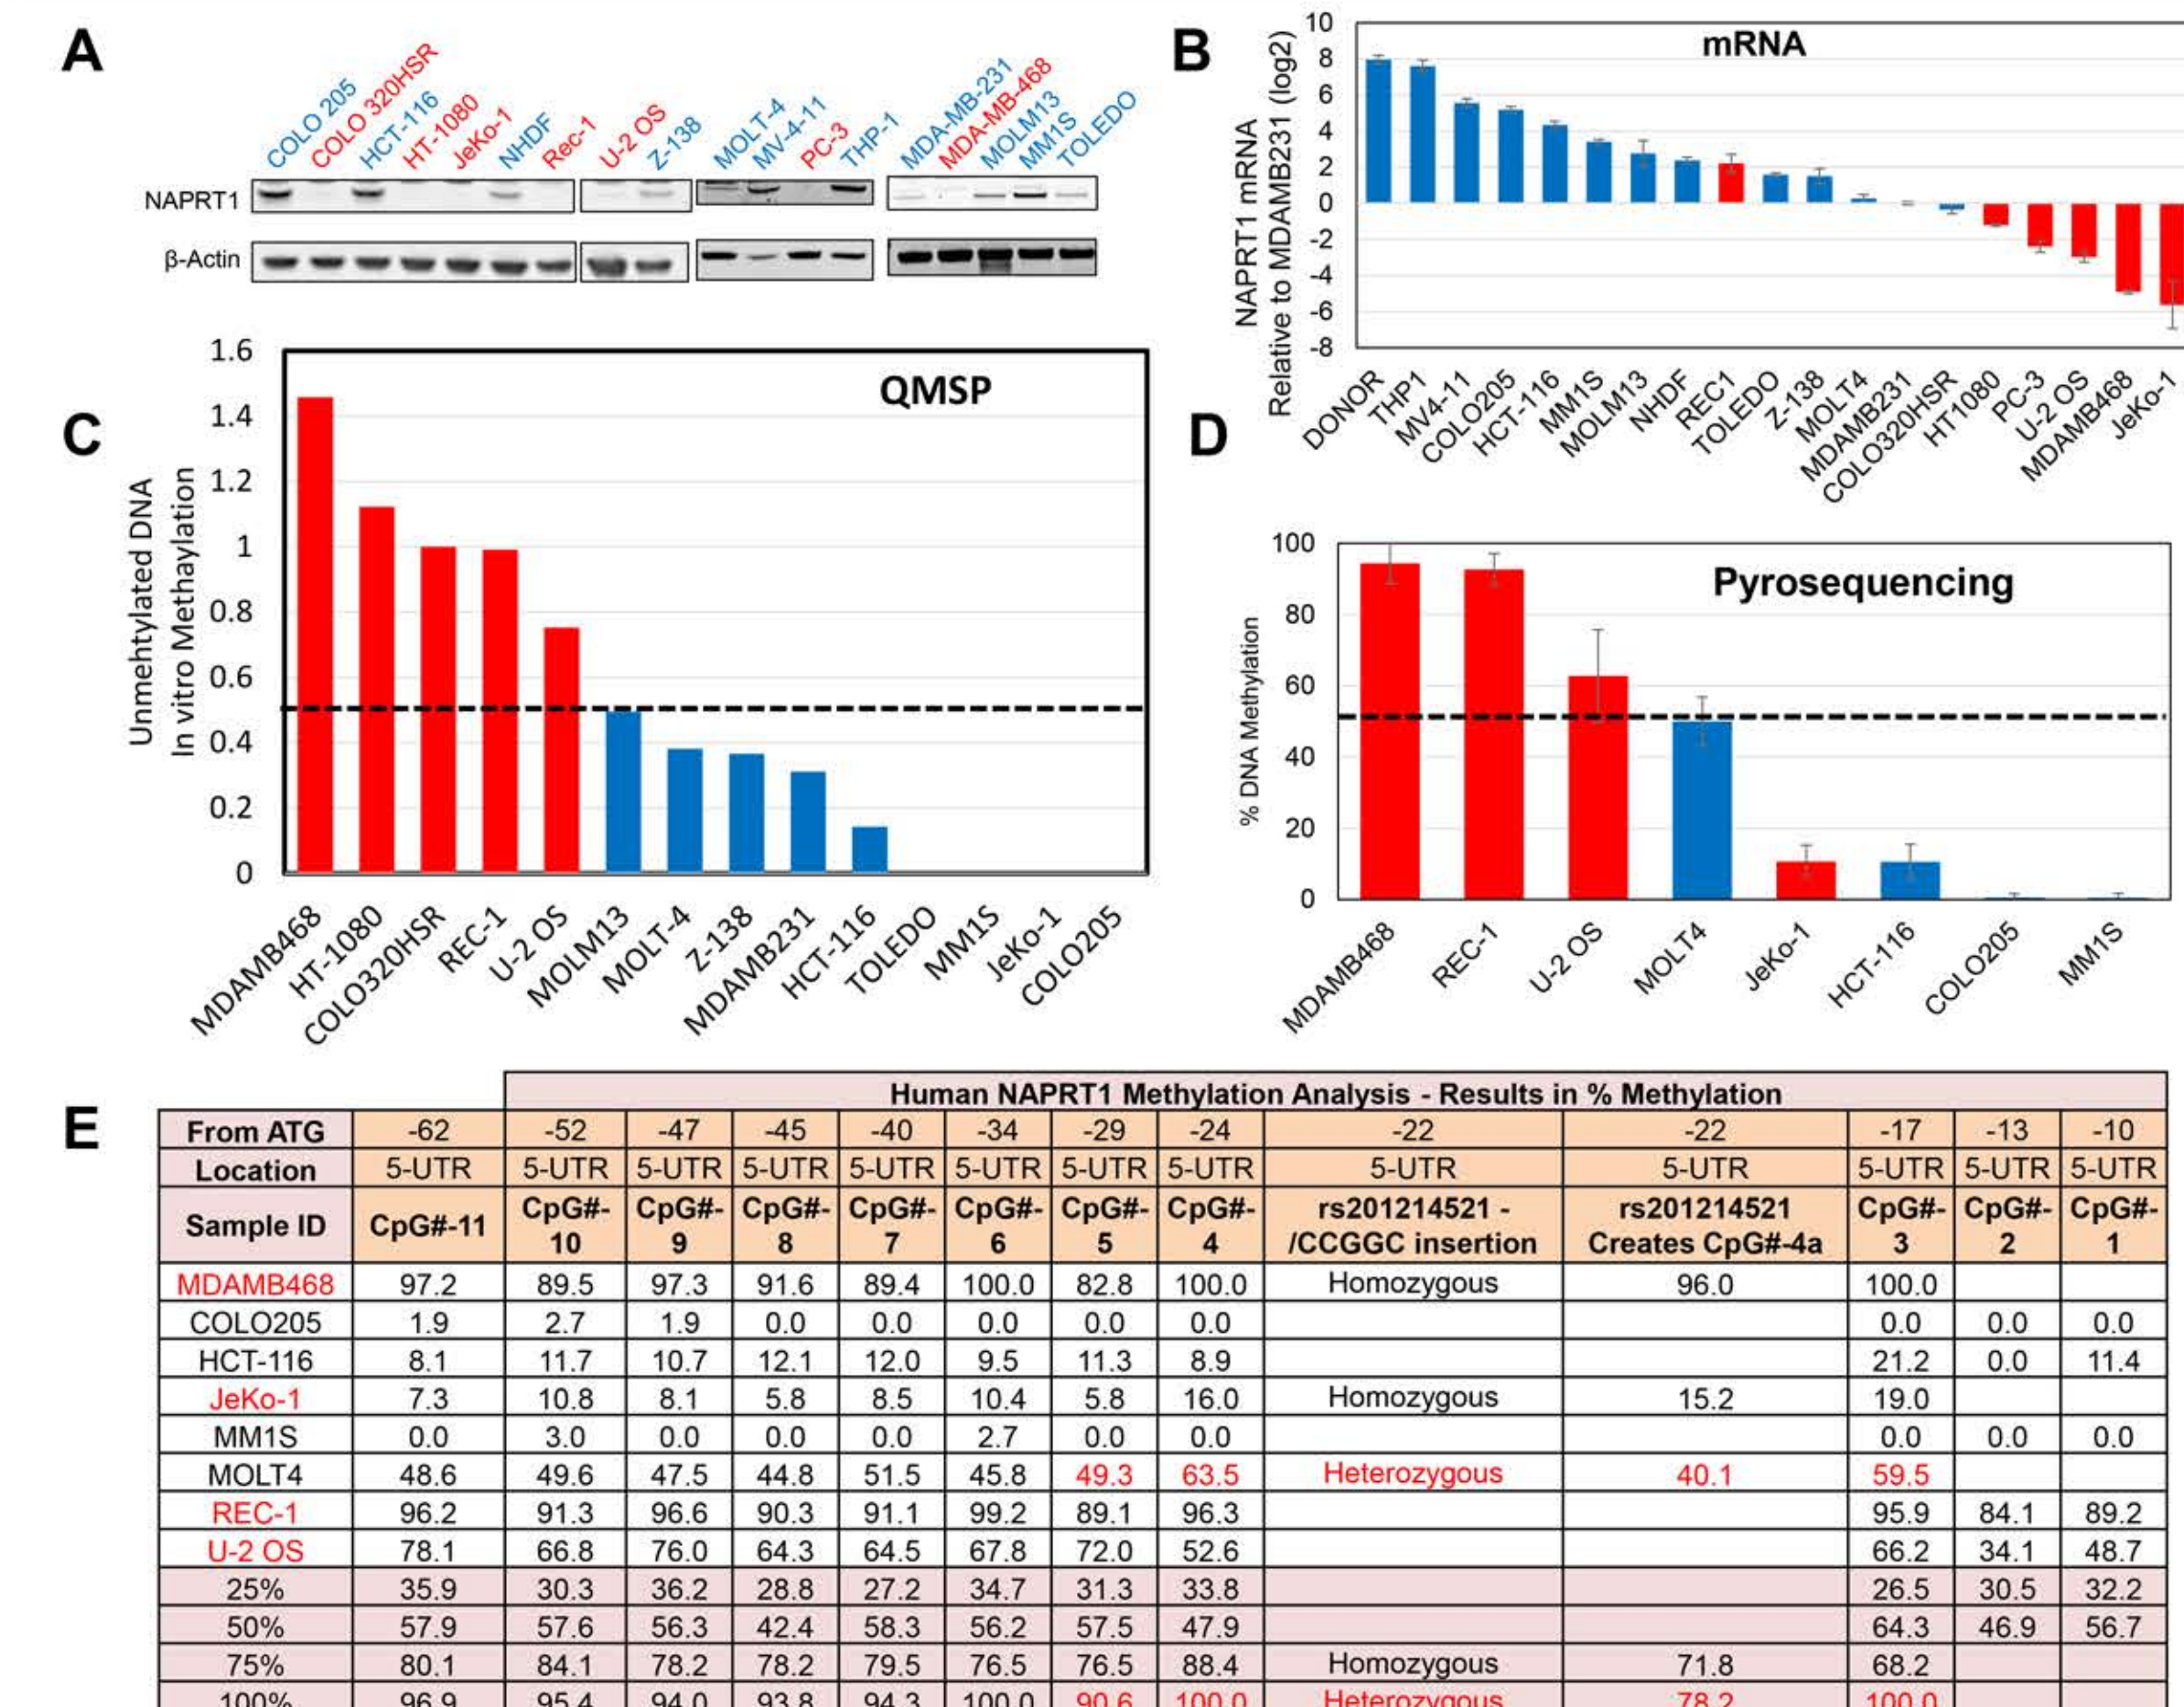 A
COLO 205
COLO 320HSR
HCT-116
HT-1080
JeKo-1
NHDF
Rec-1
U-2 OS
Z-138
MOLT-4
MV-4-11
PC-3
THP-1
MDA-MB-231
MDA-MB-468
MOLM13
MM1S
TOLEDO
NAPRT1
β-Actin
B
mRNA
NAPRT1 mRNA
Relative to MDAMB231 (log2)
10
8
6
4
2
0
-2
-4
-6
-8
DONOR
THP1
MV4-11
COLO205
HCT-116
MM1S
MOLM13
NHDF
REC1
TOLEDO
Z-138
MOLT4
MDAMB231
COLO320HSR
HT1080
PC-3
U-2 OS
MDAMB468
JeKo-1
C
QMSP
Unmehtylated DNA
In vitro Methaylation
1.6
1.4
1.2
1
0.8
0.6
0.4
0.2
0
MDAMB468
HT-1080
COLO320HSR
REC-1
U-2 OS
MOLM13
MOLT-4
Z-138
MDAMB231
HCT-116
TOLEDO
MM1S
JeKo-1
COLO205
D
Pyrosequencing
% DNA Methylation
100
80
60
40
20
0
MDAMB468
REC-1
U-2 OS
MOLT4
JeKo-1
HCT-116
COLO205
MM1S
E
Human NAPRT1 Methylation Analysis - Results in % Methylation
From ATG -62 -52 -47 -45 -40 -34 -29 -24 -22 -22 -17 -13 -10
Location 5-UTR 5-UTR 5-UTR 5-UTR 5-UTR 5-UTR 5-UTR 5-UTR 5-UTR 5-UTR 5-UTR 5-UTR 5-UTR
Sample ID CpG#-11 CpG#- CpG#- CpG#- CpG#- CpG#- CpG#- CpG#- rs201214521 - rs201214521 CpG#- CpG#- CpG#-
10 9 8 7 6 5 4 /CCGGC insertion Creates CpG#-4a 3 2 1
MDAMB468 97.2 89.5 97.3 91.6 89.4 100.0 82.8 100.0 Homozygous 96.0 100.0
COLO205 1.9 2.7 1.9 0.0 0.0 0.0 0.0 0.0 0.0 0.0 0.0
HCT-116 8.1 11.7 10.7 12.1 12.0 9.5 11.3 8.9 21.2 0.0 11.4
JeKo-1 7.3 10.8 8.1 5.8 8.5 10.4 5.8 16.0 Homozygous 15.2 19.0
MM1S 0.0 3.0 0.0 0.0 0.0 2.7 0.0 0.0 0.0 0.0 0.0
MOLT4 48.6 49.6 47.5 44.8 51.5 45.8 49.3 63.5 Heterozygous 40.1 59.5
REC-1 96.2 91.3 96.6 90.3 91.1 99.2 89.1 96.3 95.9 84.1 89.2
U-2 OS 78.1 66.8 76.0 64.3 64.5 67.8 72.0 52.6 66.2 34.1 48.7
25% 35.9 30.3 36.2 28.8 27.2 34.7 31.3 33.8 26.5 30.5 32.2
50% 57.9 57.6 56.3 42.4 58.3 56.2 57.5 47.9 64.3 46.9 56.7
75% 80.1 84.1 78.2 78.2 79.5 76.5 76.5 88.4 Homozygous 71.8 68.2
100% 96.9 95.4 94.0 93.8 94.3 100.0 90.6 100.0 Heterozygous 78.2 100.0